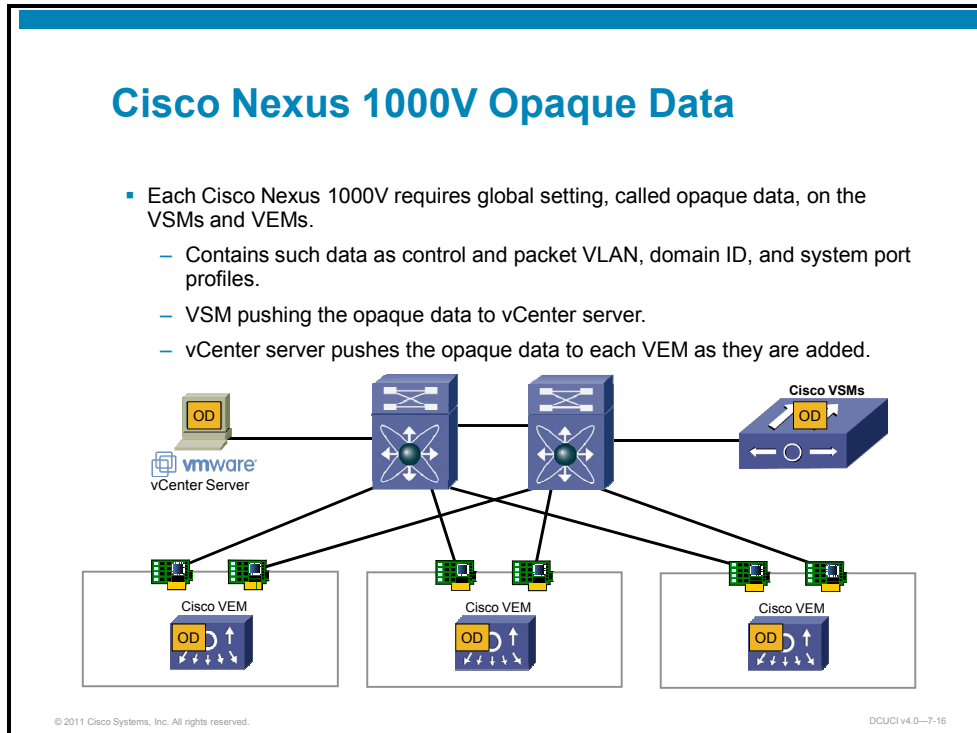 Cisco Nexus 1000V Opaque Data
▪ Each Cisco Nexus 1000V requires global setting, called opaque data, on the
VSMs and VEMs.
– Contains such data as control and packet VLAN, domain ID, and system port
profiles.
– VSM pushing the opaque data to vCenter server.
– vCenter server pushes the opaque data to each VEM as they are added.
Cisco VSMs
OD
OD
vmware
vCenter Server
Cisco VEM
Cisco VEM
Cisco VEM
OD
OD
OD
© 2011 Cisco Systems, Inc. All rights reserved.
DCUCI v4.0—7-16